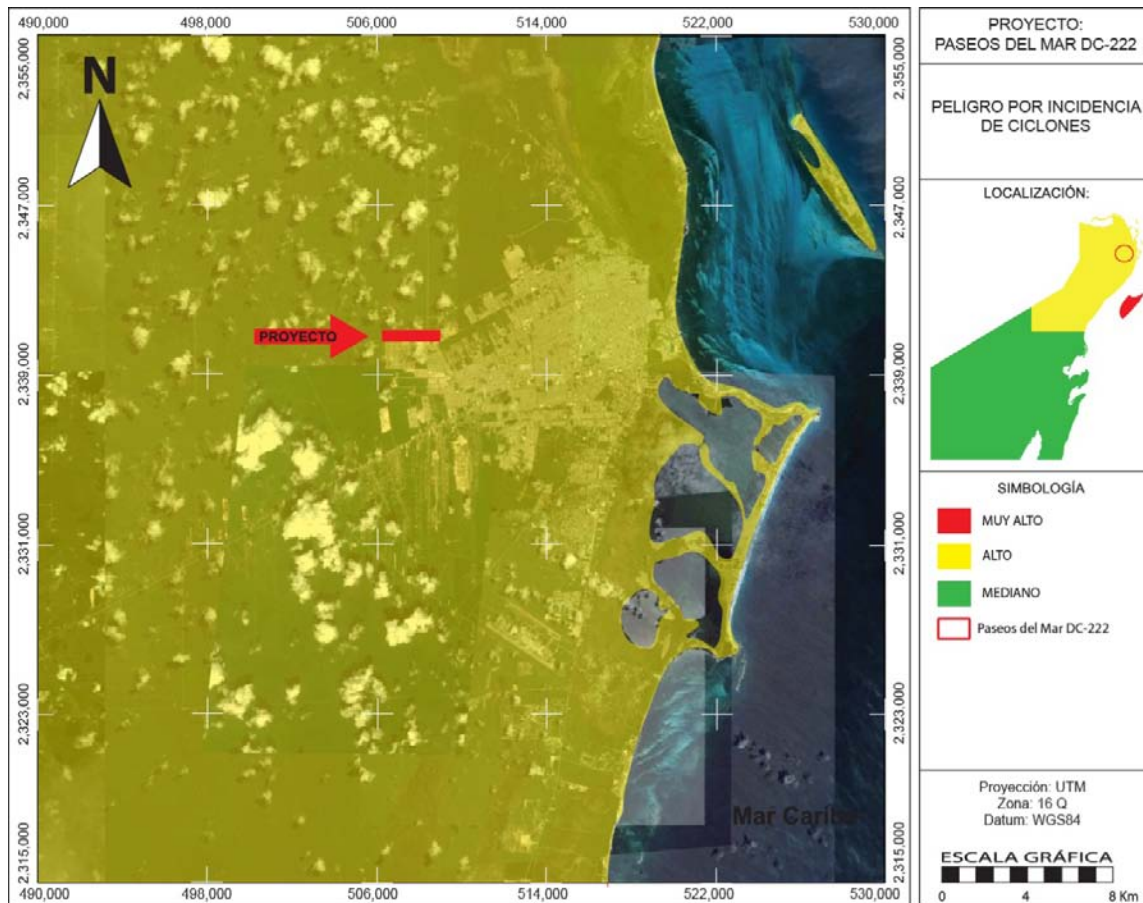 490,000
498,000
506,000
514,000
522,000
530,000
2,355,000
2,347,000
2,339,000
2,331,000
2,323,000
2,315,000
N
PROYECTO
Mar Caribe
2,355,000
2,347,000
2,339,000
2,331,000
2,323,000
2,315,000
490,000
498,000
506,000
514,000
522,000
530,000
PROYECTO:
PASEOS DEL MAR DC-222
PELIGRO POR INCIDENCIA
DE CICLONES
LOCALIZACIÓN:
SIMBOLOGÍA
MUY ALTO
ALTO
MEDIANO
Paseos del Mar DC-222
Proyección: UTM
Zona: 16 Q
Datum: WGS84
ESCALA GRÁFICA
0 4 8 Km